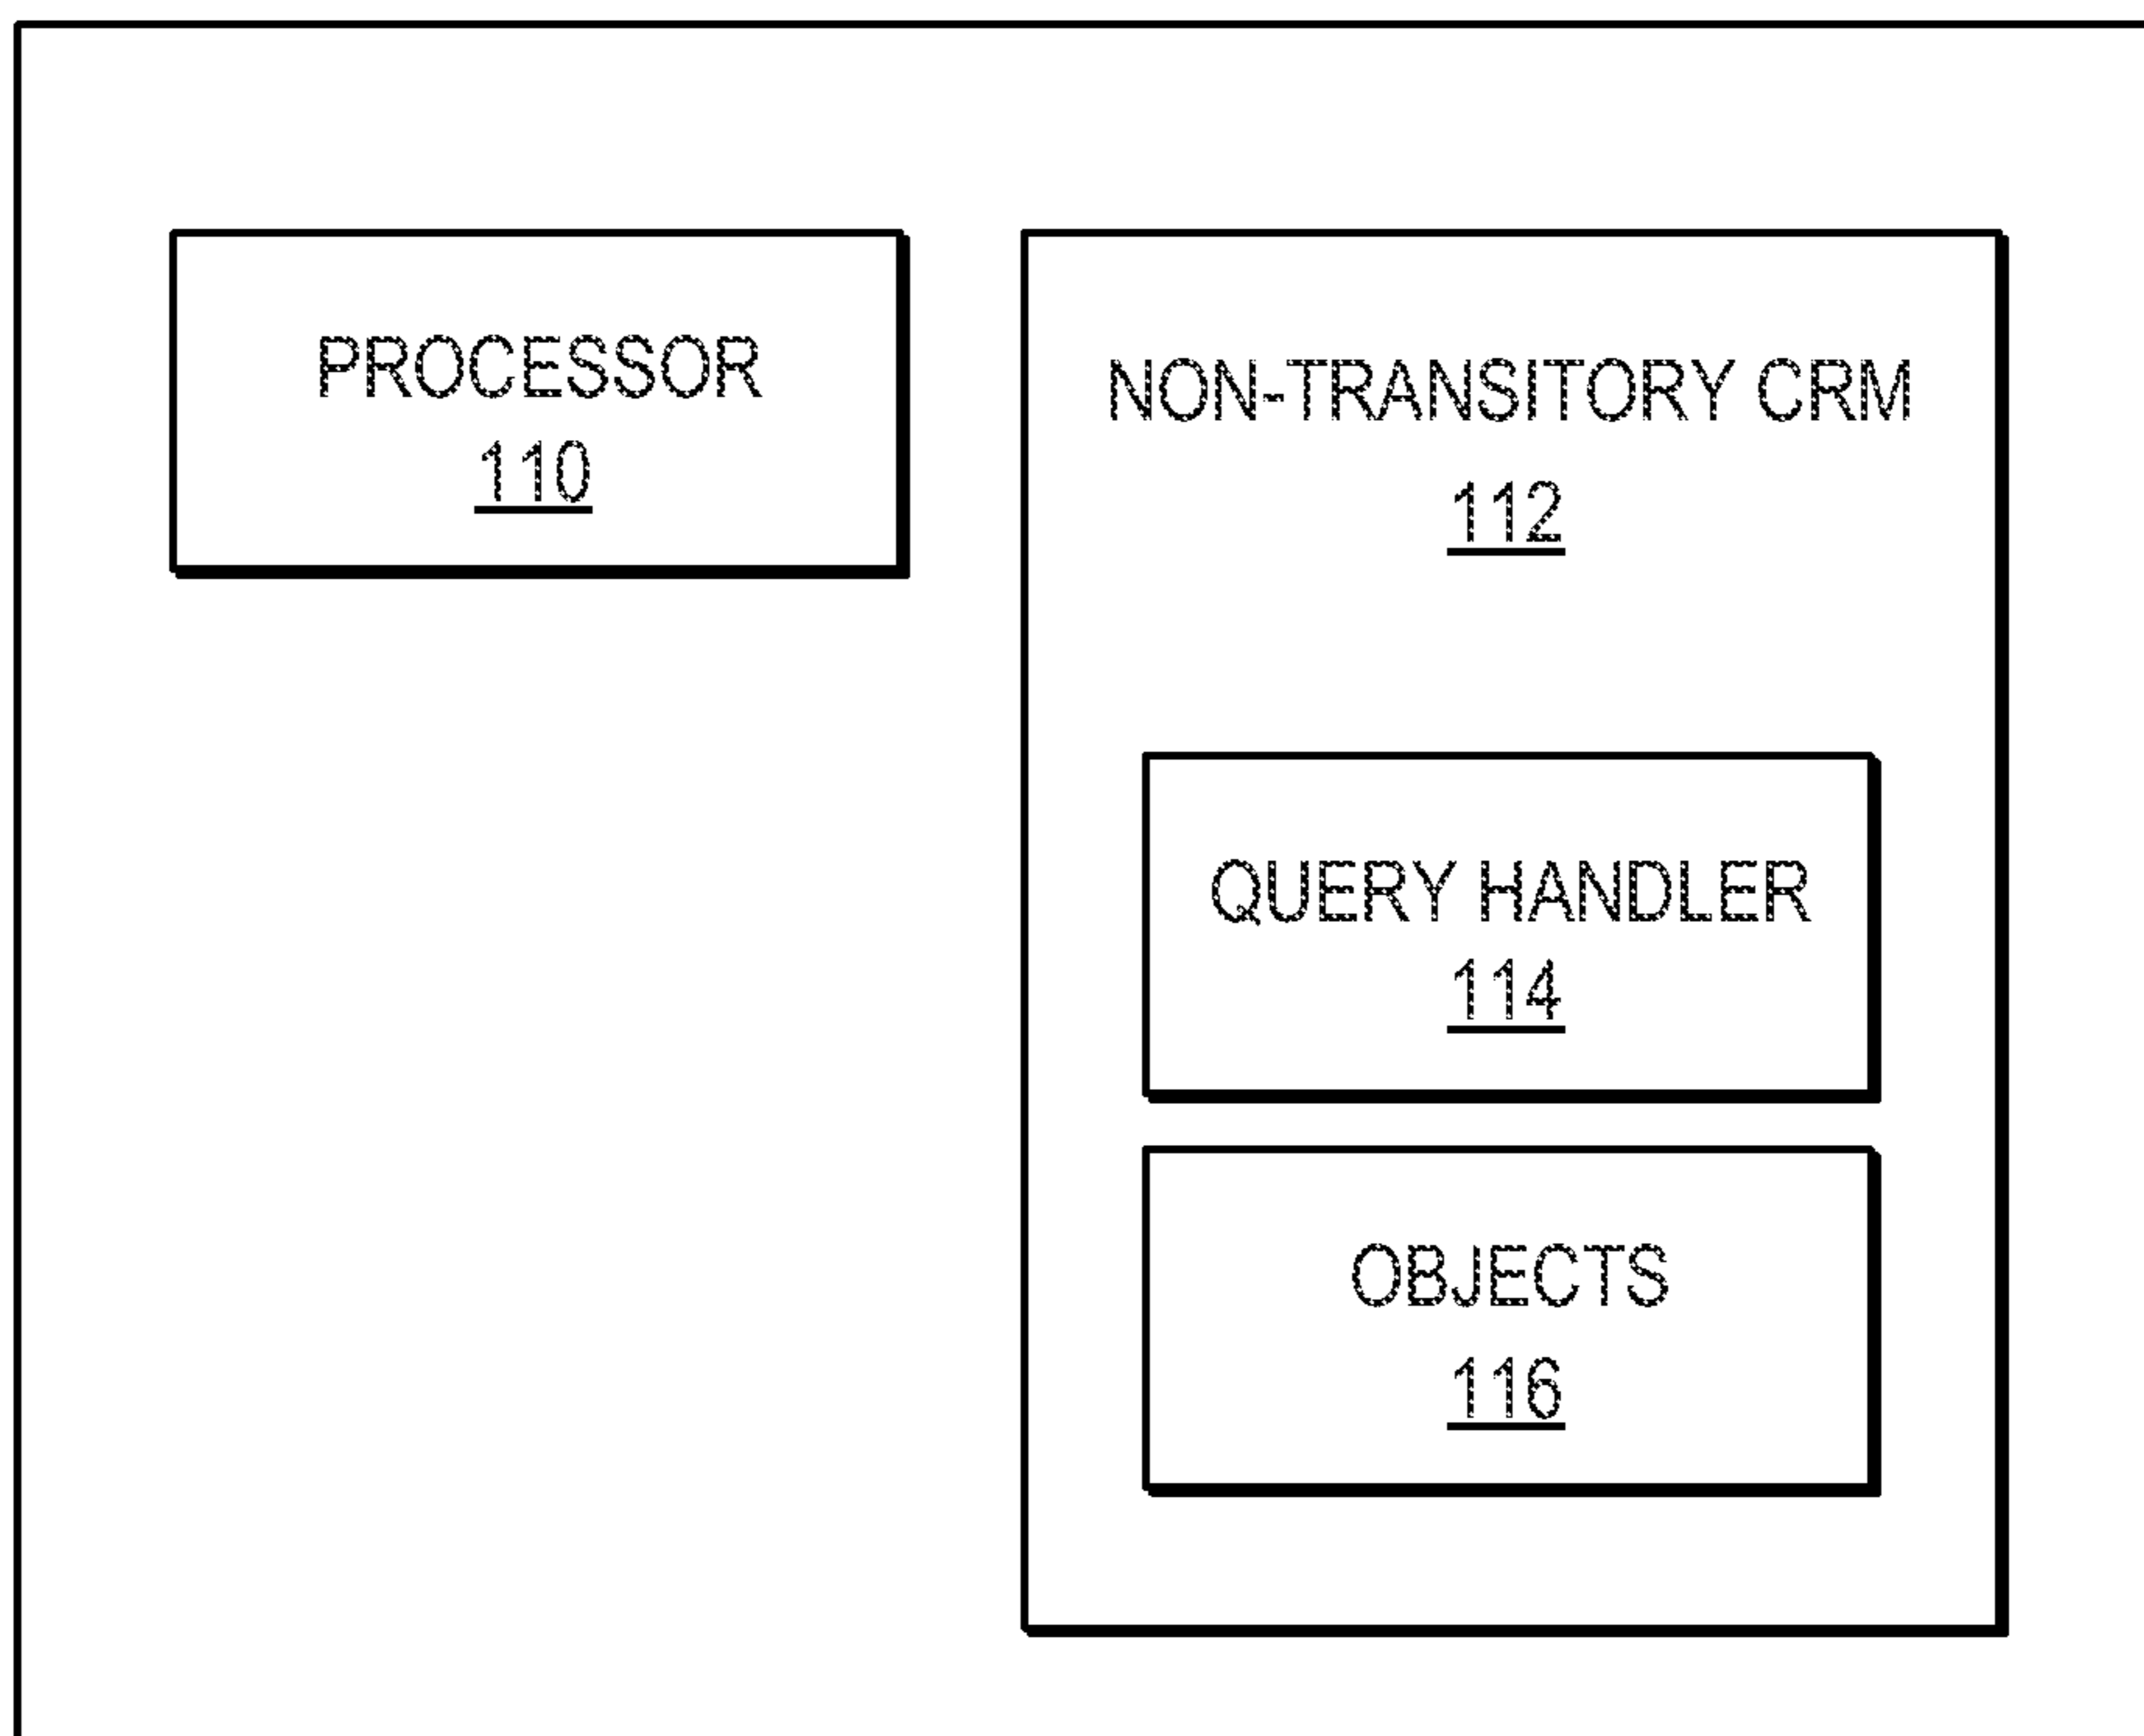 PROCESSOR
110
NON-TRANSITORY CRM
112
QUERY HANDLER
114
OBJECTS
116